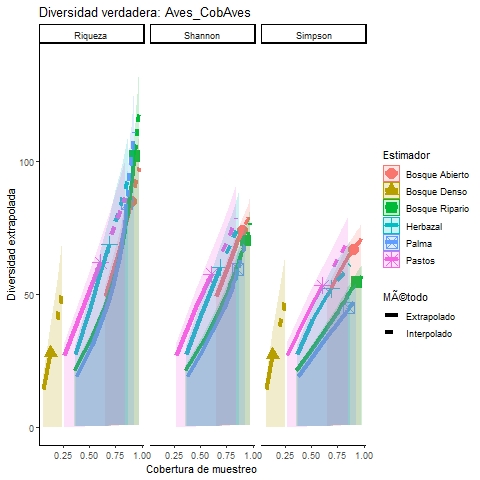 Diversidad verdadera: Aves_CobAves
Riqueza
Shannon
Simpson
Diversidad extrapolada
100
50
0
0.25 0.50 0.75 1.00
0.25 0.50 0.75 1.00
0.25 0.50 0.75 1.00
Cobertura de muestreo
Estimador
Bosque Abierto
Bosque Denso
Bosque Ripario
Herbazal
Palma
Pastos
MÃ©todo
Extrapolado
Interpolado